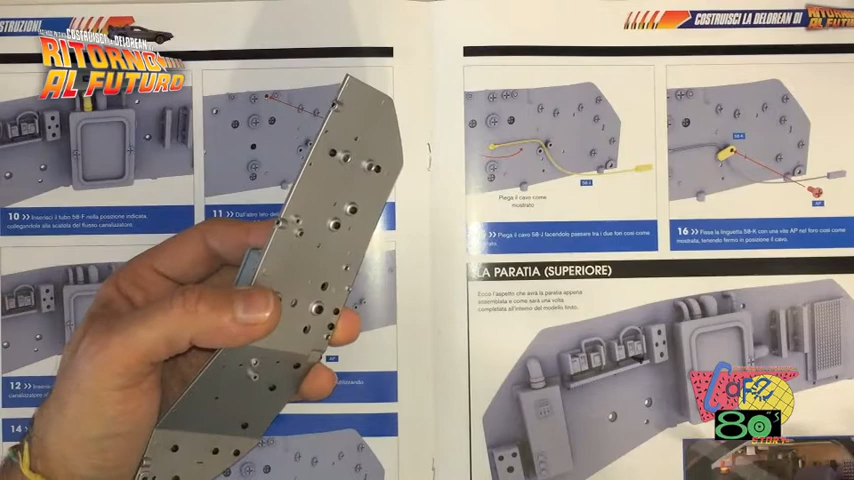 STRUZIONI
COSTRUISCI LA DELOREAN DI
RITORNO
AL FUTURO
10 >> Inserisci il tubo 58-F nella posizione indicata,
collegandolo alla scatola del flusso canalizzatore.
11 >> Dall'altro lato del
12 >> Inserisci
AP
14
COSTRUISCI LA DELOREAN DI
RITORNO
AL FUTURO
Piega il cavo come
mostrato
58-J
>> Piega il cavo 58-J facendolo passare tra i due fori così come
58-K
AP
16 >> Fissa la linguetta 58-K con una vite AP nel foro così come
mostrato, tenendo fermo in posizione il cavo.
LA PARATIA (SUPERIORE)
Ecco l'aspetto che avrà la paratia appena
assemblata e come sarà una volta
completata all'interno del modello finito.
Cafe
80's
STORY